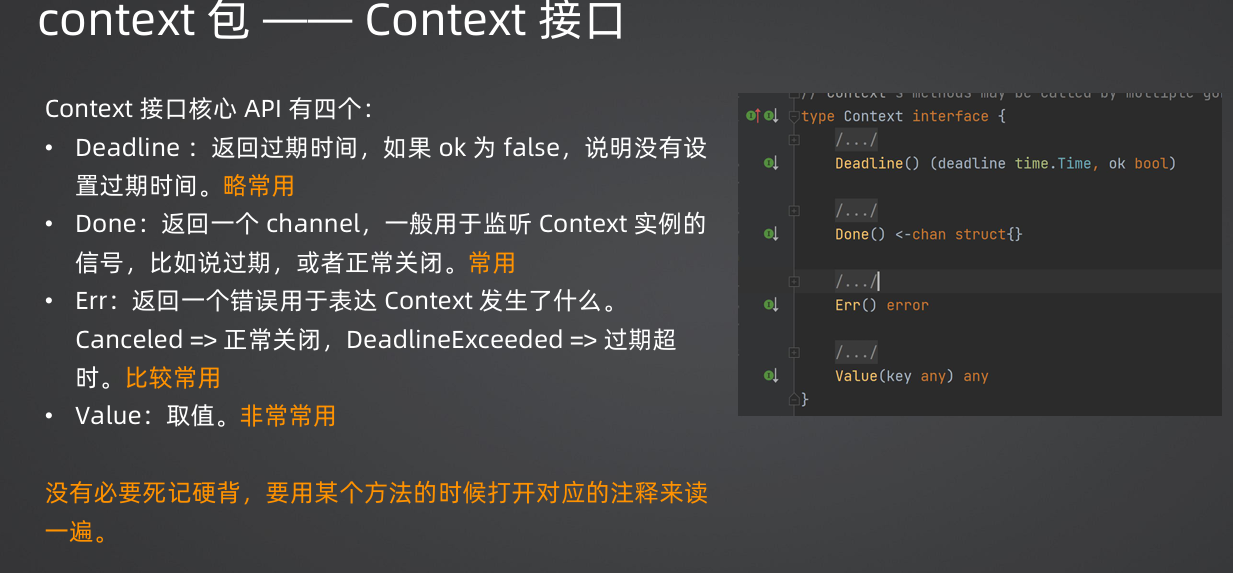 context 包 —— Context 接口
Context 接口核心 API 有四个：
• Deadline ：返回过期时间，如果 ok 为 false，说明没有设
置过期时间。略常用
• Done：返回一个 channel，一般用于监听 Context 实例的
信号，比如说过期，或者正常关闭。常用
• Err：返回一个错误用于表达 Context 发生了什么。
Canceled => 正常关闭，DeadlineExceeded => 过期超
时。比较常用
• Value：取值。非常常用
没有必要死记硬背，要用某个方法的时候打开对应的注释来读
一遍。
// Context's methods may be called by multiple go
type Context interface {
/.../
Deadline() (deadline time.Time, ok bool)
/.../
Done() <-chan struct{}
/.../
Err() error
/.../
Value(key any) any
}